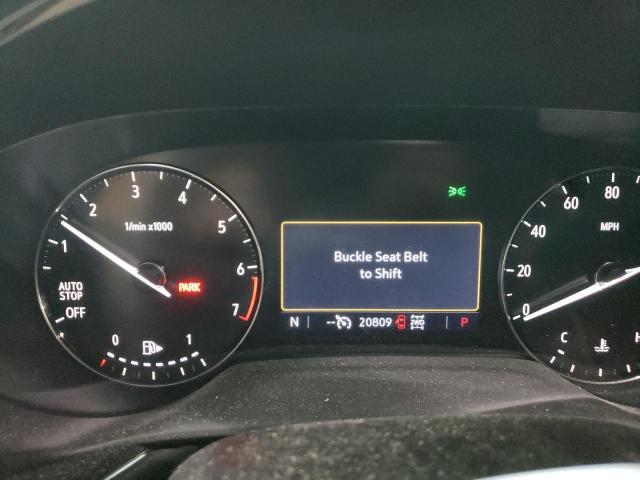 1
2
3
4
5
6
7
1/min x1000
AUTO
STOP
OFF
PARK
0
1
Buckle Seat Belt
to Shift
N
--
20809
2WD
P
0
20
40
60
80
MPH
C
H